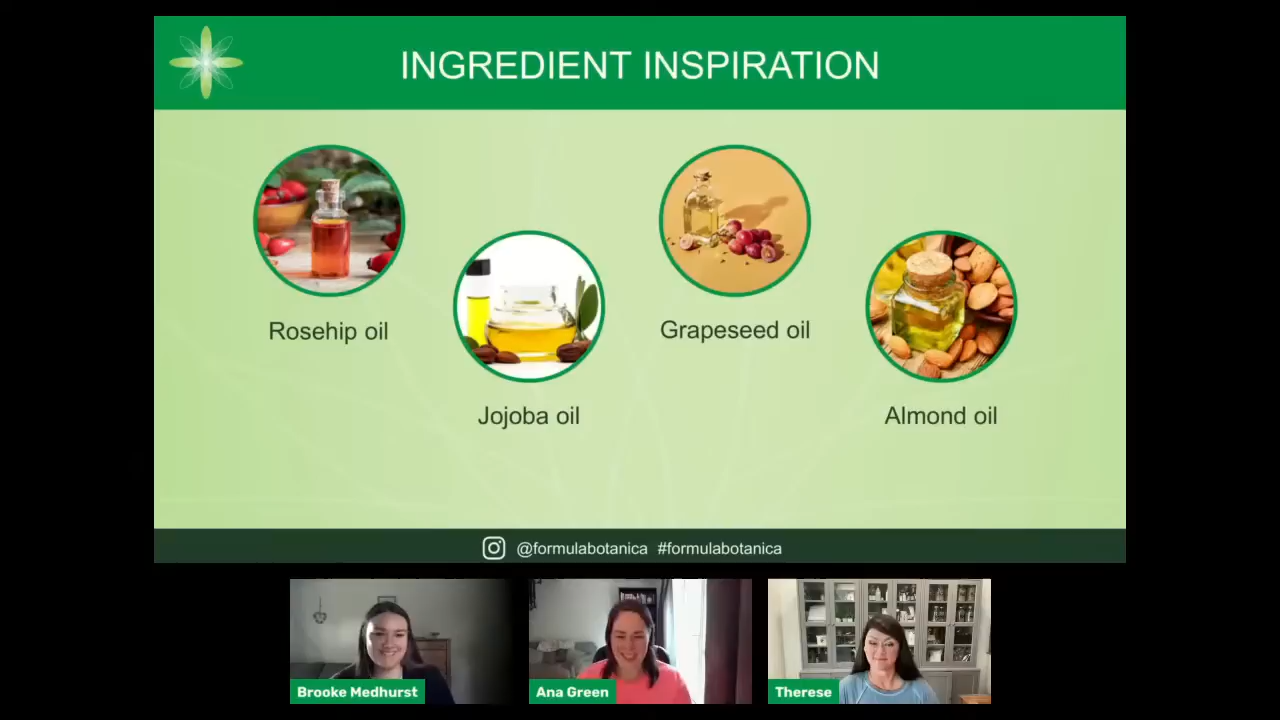 INGREDIENT INSPIRATION
Rosehip oil
Jojoba oil
Grapeseed oil
Almond oil
@formulabotanica #formulabotanica
Brooke Medhurst
Ana Green
Therese